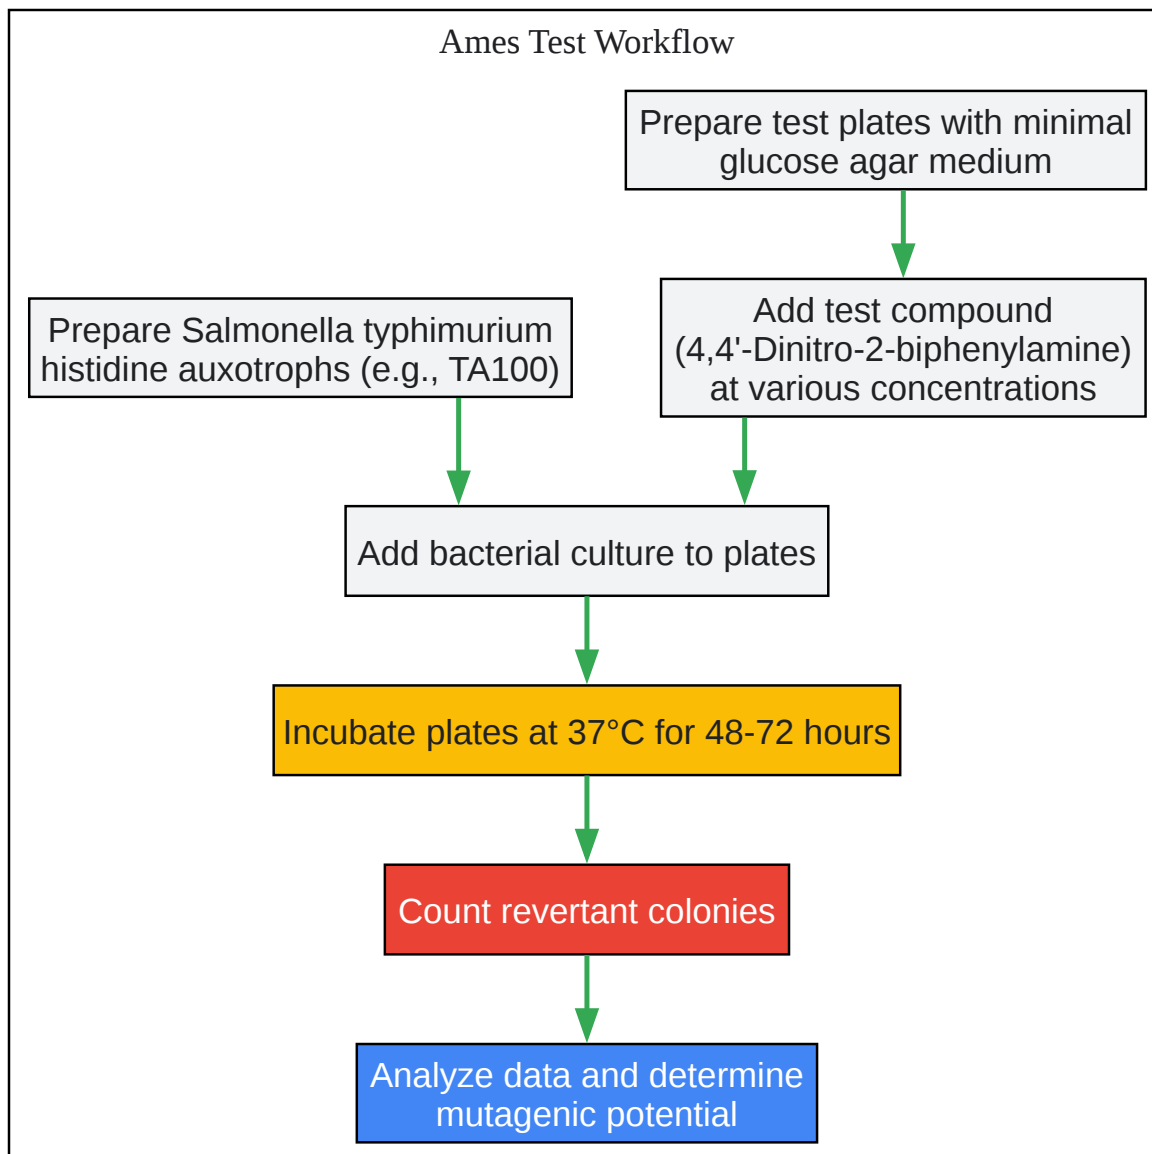 Ames Test Workflow
Prepare test plates with minimal
glucose agar medium
Prepare Salmonella typhimurium
histidine auxotrophs (e.g., TA100)
Add test compound
(4,4'-Dinitro-2-biphenylamine)
at various concentrations
Add bacterial culture to plates
Incubate plates at 37°C for 48-72 hours
Count revertant colonies
Analyze data and determine
mutagenic potential